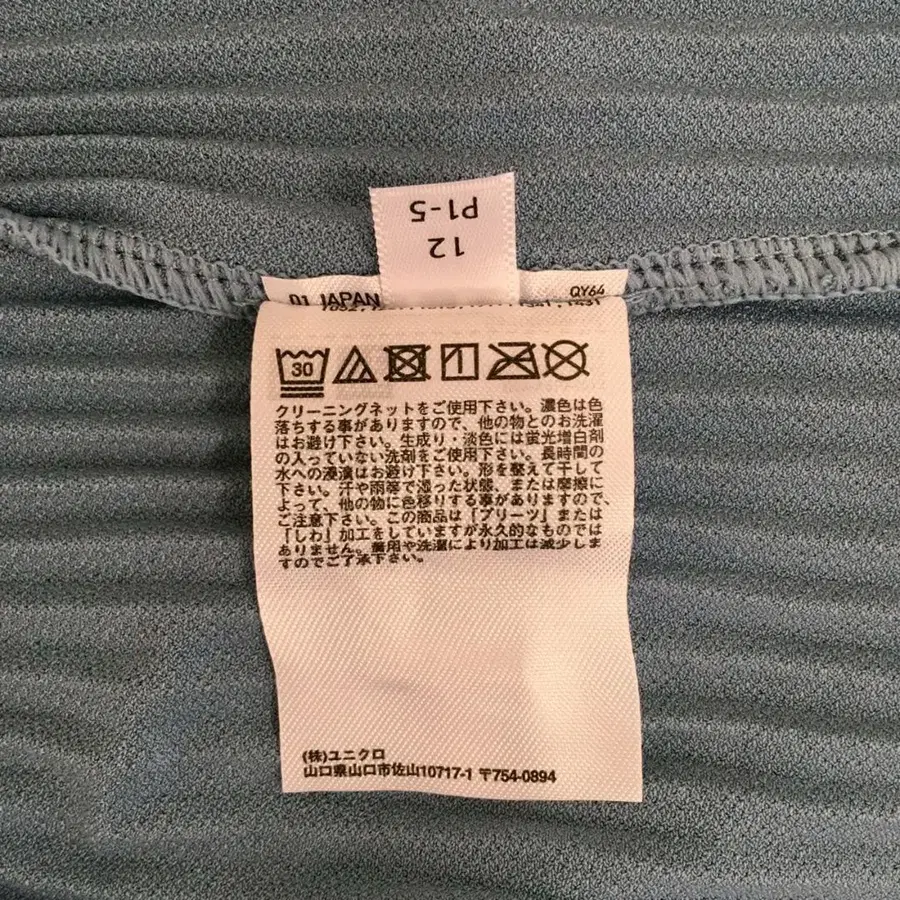 P1-5
12
01 JAPAN
QY64
30
クリーニングネットをご使用下さい。濃色は色
落ちする事がありますので、他の物とのお洗濯
はお避け下さい。生成り・淡色には蛍光増白剤
の入っていない洗剤をご使用下さい。長時間の
水への浸漬はお避け下さい。形を整えて干して
下さい。汗や雨等で湿った状態、または摩擦に
よって、他の物に色移りする事がありますので、
ご注意下さい。この商品は「プリーツ」または
「しわ」加工をしていますが永久的なものでは
ありません。着用や洗濯により加工は減少しま
すのでご了承下さい。
(株)ユニクロ
山口県山口市佐山10717-1 〒754-0894